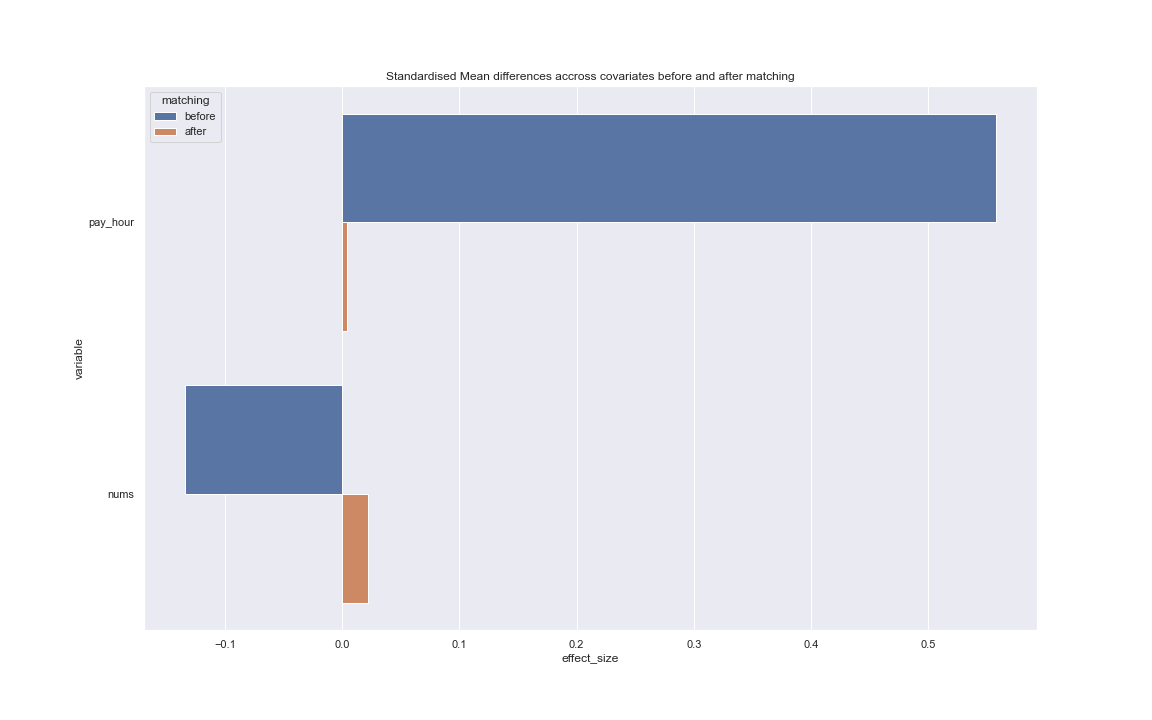 Standardised Mean differences accross covariates before and after matching
matching
before
after
pay_hour
variable
nums
−0.1
0.0
0.1
0.2
0.3
0.4
0.5
effect_size